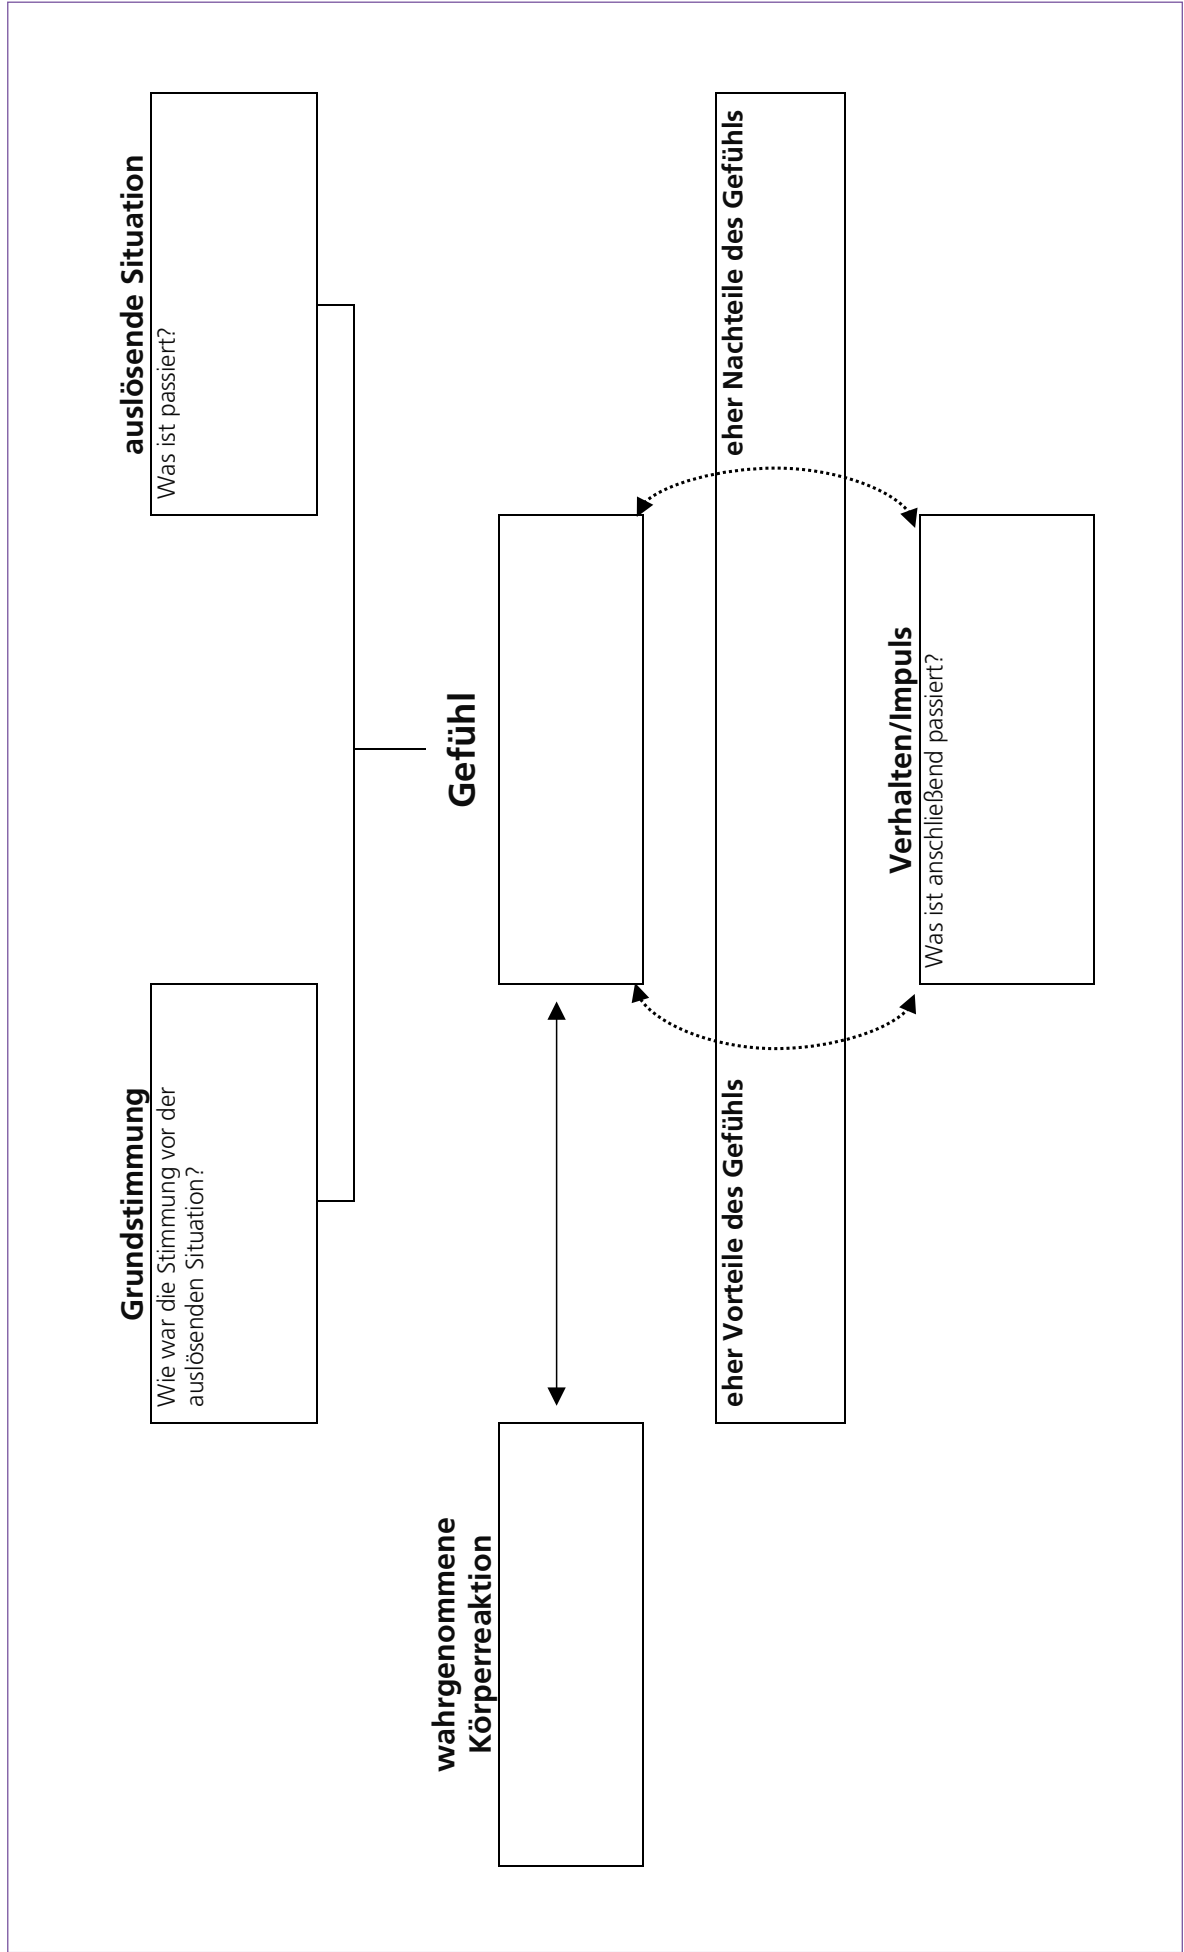 Grundstimmung
Wie war die Stimmung vor der
auslösenden Situation?
auslösende Situation
Was ist passiert?
wahrgenommene
Körperreaktion
Gefühl
eher Vorteile des Gefühls
eher Nachteile des Gefühls
Verhalten/Impuls
Was ist anschließend passiert?